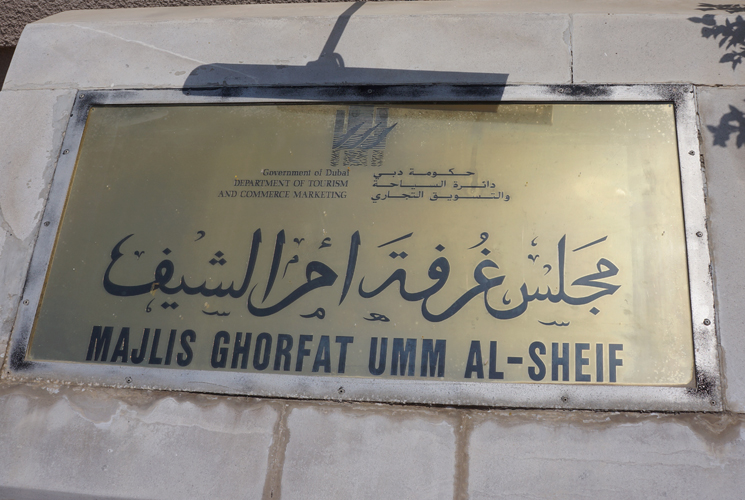 Government of Dubai
DEPARTMENT OF TOURISM
AND COMMERCE MARKETING
حكومة دبي
دائرة السياحة
والتسويق التجاري
مجلس غرفة أم الشيف
MAJLIS GHORFAT UMM AL-SHEIF